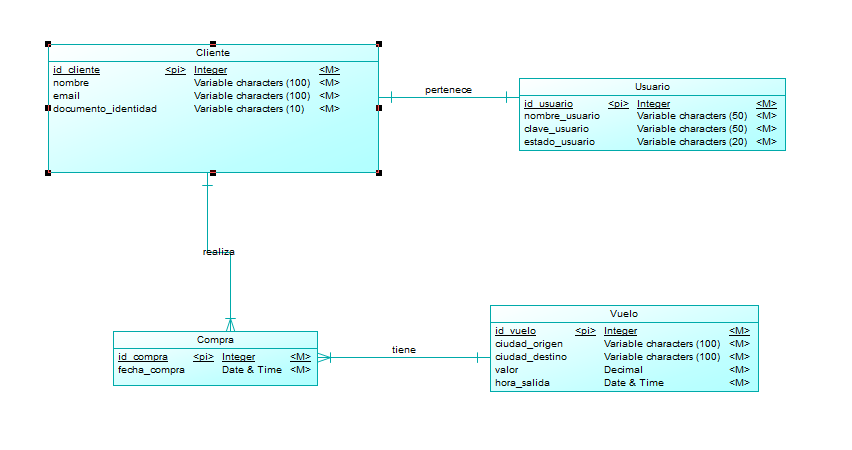 Cliente
id_cliente <pi> Integer <M>
nombre Variable characters (100) <M>
email Variable characters (100) <M>
documento_identidad Variable characters (10) <M>
pertenece
Usuario
id_usuario <pi> Integer <M>
nombre_usuario Variable characters (50) <M>
clave_usuario Variable characters (50) <M>
estado_usuario Variable characters (20) <M>
realiza
Compra
id_compra <pi> Integer <M>
fecha_compra Date & Time <M>
tiene
Vuelo
id_vuelo <pi> Integer <M>
ciudad_origen Variable characters (100) <M>
ciudad_destino Variable characters (100) <M>
valor Decimal <M>
hora_salida Date & Time <M>